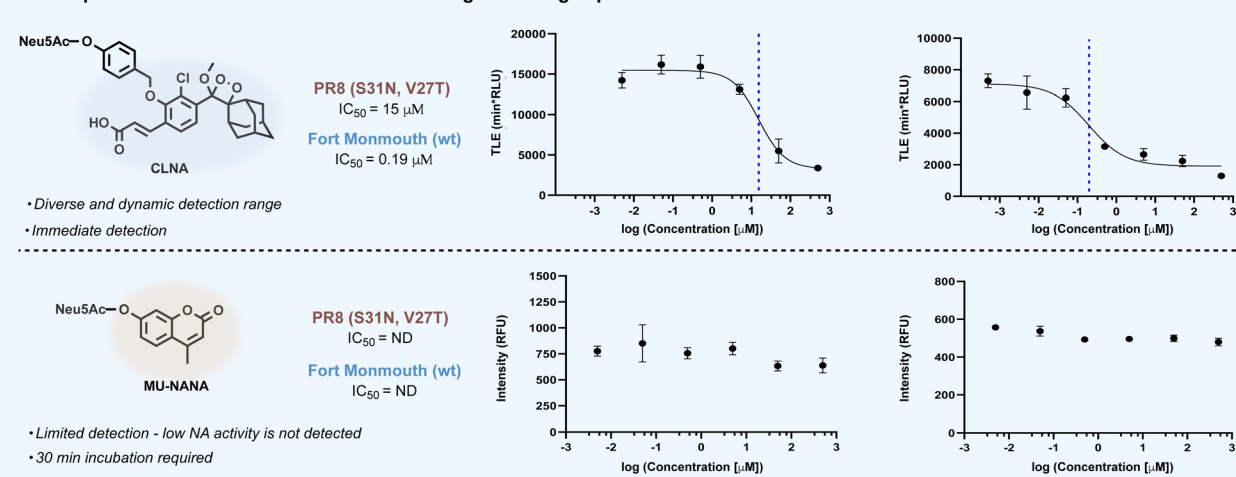 Neu5Ac—O
O
Cl
O
O
O
O
HO
O
CLNA
PR8 (S31N, V27T)
IC50 = 15 μM
Fort Monmouth (wt)
IC50 = 0.19 μM
•Diverse and dynamic detection range
•Immediate detection
TLE (min*RLU)
20000
15000
10000
5000
0
-3 -2 -1 0 1 2 3
log (Concentration [μM])
TLE (min*RLU)
10000
8000
6000
4000
2000
0
-3 -2 -1 0 1 2 3
log (Concentration [μM])
Neu5Ac—O
O
O
MU-NANA
PR8 (S31N, V27T)
IC50 = ND
Fort Monmouth (wt)
IC50 = ND
•Limited detection - low NA activity is not detected
•30 min incubation required
Intensity (RFU)
1500
1250
1000
750
500
250
0
-3 -2 -1 0 1 2 3
log (Concentration [μM])
Intensity (RFU)
800
600
400
200
0
-3 -2 -1 0 1 2 3
log (Concentration [μM])